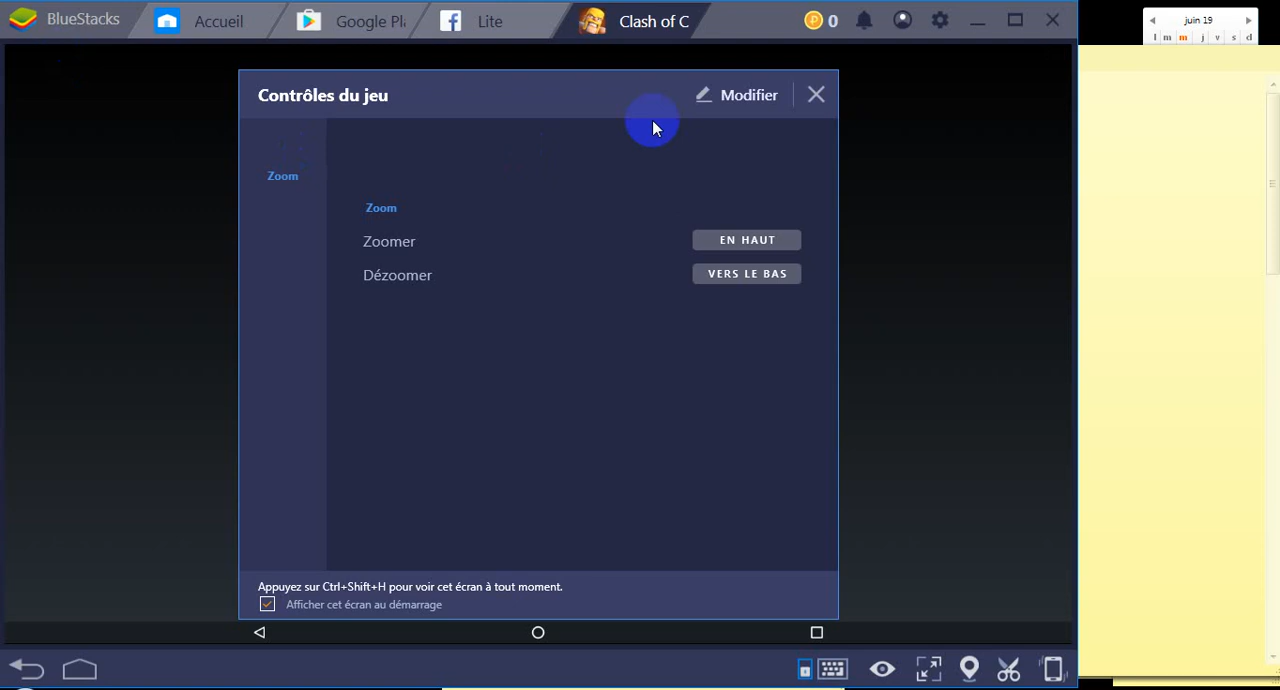 BlueStacks
Accueil
Google Pl
Lite
Clash of C
0
juin 19
l m m j v s d
Contrôles du jeu
Modifier
Zoom
Zoom
Zoomer
EN HAUT
Dézoomer
VERS LE BAS
Appuyez sur Ctrl+Shift+H pour voir cet écran à tout moment.
Afficher cet écran au démarrage